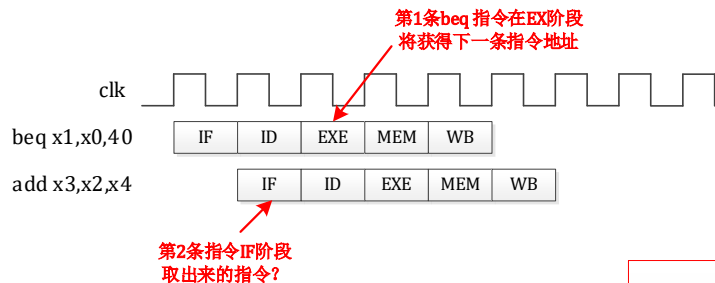 第1条beq 指令在EX阶段
将获得下一条指令地址
clk
beq x1,x0,40 IF ID EXE MEM WB
add x3,x2,x4 IF ID EXE MEM WB
第2条指令IF阶段
取出来的指令?